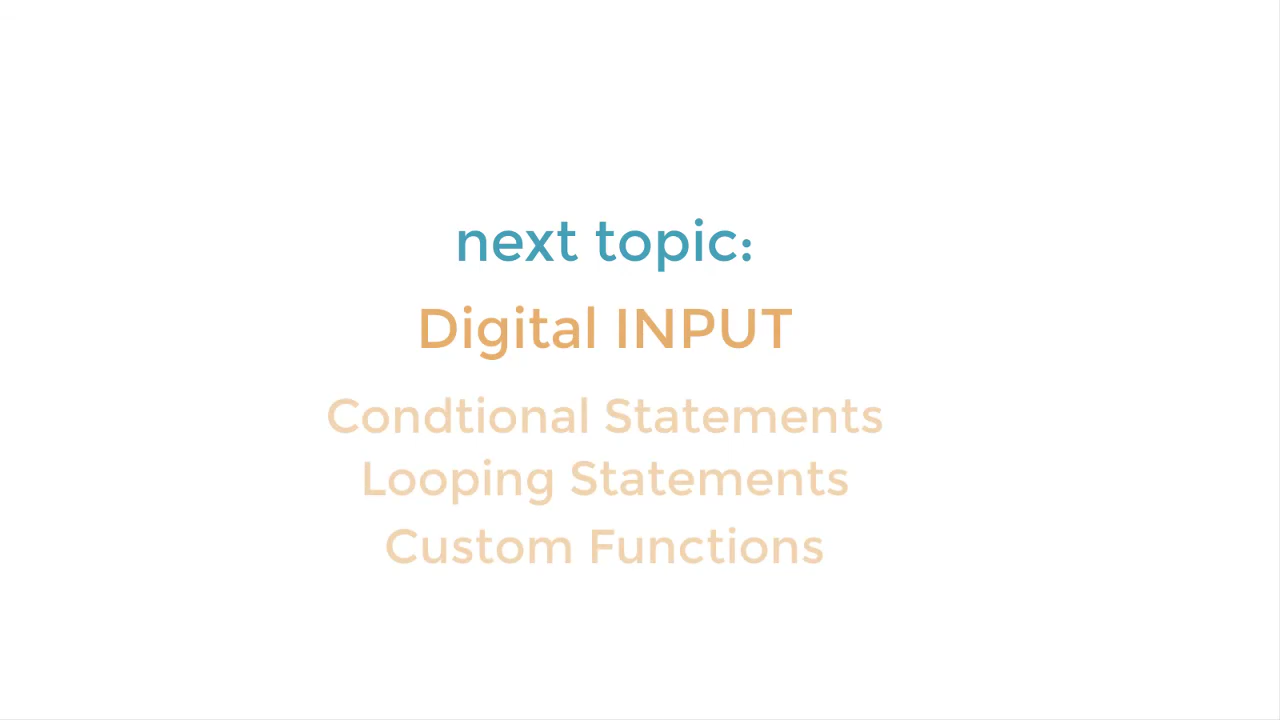 next topic:
Digital INPUT
Condtional Statements
Looping Statements
Custom Functions